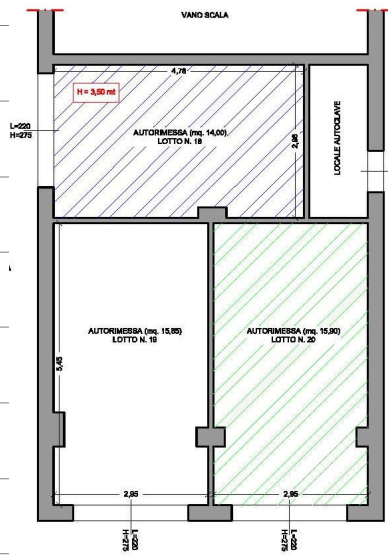 VANO SCALA
4,78
H = 3,50 mt
L=220
H=275
AUTORIMESSA (mq. 14,00)
LOTTO N. 18
2,95
LOCALE AUTOCLAVE
AUTORIMESSA (mq. 15,85)
LOTTO N. 19
AUTORIMESSA (mq. 15,90)
LOTTO N. 20
5,45
2,95
2,95
L=220
H=275
L=220
H=275